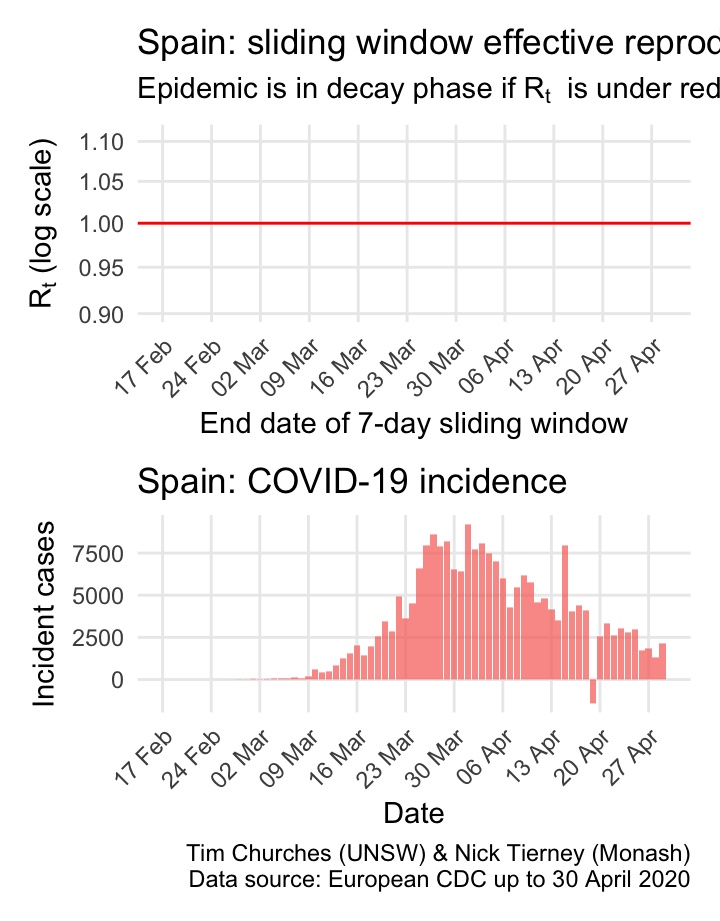 Spain: sliding window effective reprod
Epidemic is in decay phase if Rt is under red
Rt (log scale)
1.10
1.05
1.00
0.95
0.90
17 Feb
24 Feb
02 Mar
09 Mar
16 Mar
23 Mar
30 Mar
06 Apr
13 Apr
20 Apr
27 Apr
End date of 7-day sliding window
Spain: COVID-19 incidence
Incident cases
7500
5000
2500
0
17 Feb
24 Feb
02 Mar
09 Mar
16 Mar
23 Mar
30 Mar
06 Apr
13 Apr
20 Apr
27 Apr
Date
Tim Churches (UNSW) & Nick Tierney (Monash)
Data source: European CDC up to 30 April 2020